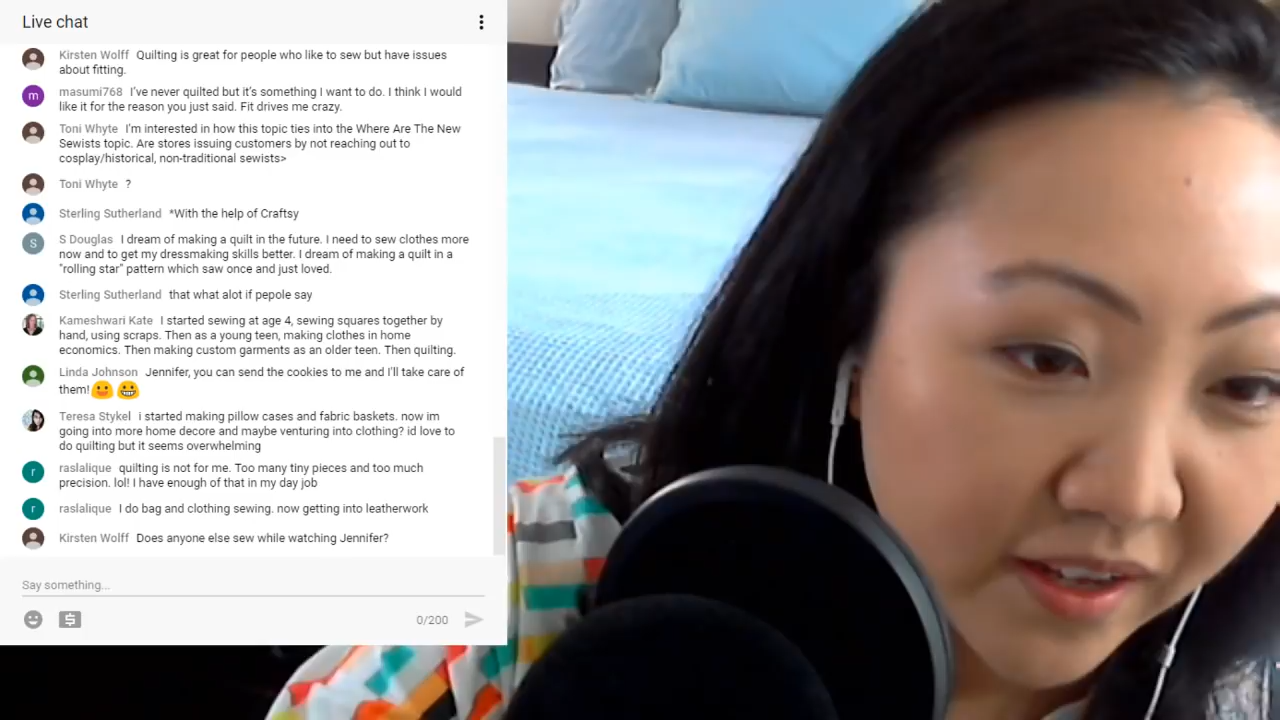 Live chat
Kirsten Wolff Quilting is great for people who like to sew but have issues
about fitting.
m
masumi768 I've never quilted but it's something I want to do. I think I would
like it for the reason you just said. Fit drives me crazy.
Toni Whyte I'm interested in how this topic ties into the Where Are The New
Sewists topic. Are stores issuing customers by not reaching out to
cosplay/historical, non-traditional sewists>
Toni Whyte ?
Sterling Sutherland *With the help of Craftsy
S
S Douglas I dream of making a quilt in the future. I need to sew clothes more
now and to get my dressmaking skills better. I dream of making a quilt in a
"rolling star" pattern which saw once and just loved.
Sterling Sutherland that what alot if pepole say
Kameshwari Kate I started sewing at age 4, sewing squares together by
hand, using scraps. Then as a young teen, making clothes in home
economics. Then making custom garments as an older teen. Then quilting.
Linda Johnson Jennifer, you can send the cookies to me and I'll take care of
them!
Teresa Stykel i started making pillow cases and fabric baskets. now im
going into more home decore and maybe venturing into clothing? id love to
do quilting but it seems overwhelming
r
raslalique quilting is not for me. Too many tiny pieces and too much
precision. lol! I have enough of that in my day job
r
raslalique I do bag and clothing sewing. now getting into leatherwork
Kirsten Wolff Does anyone else sew while watching Jennifer?
Say something...
$
0/200